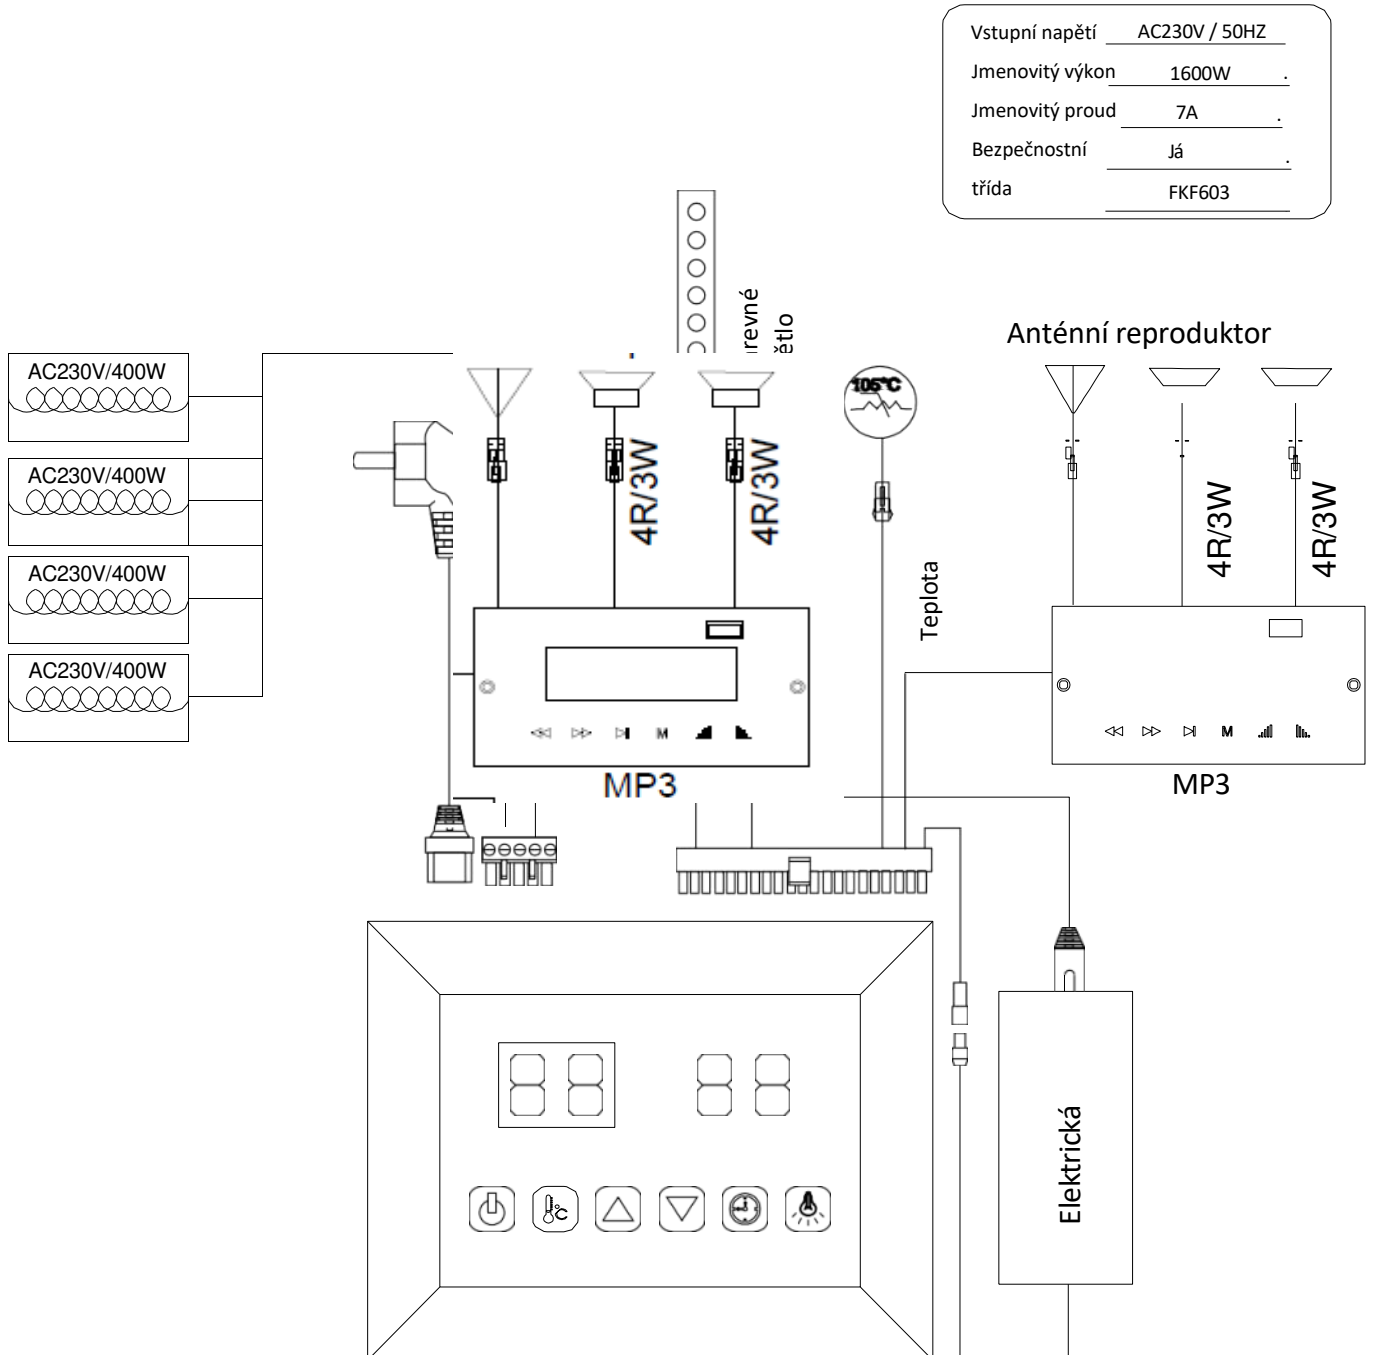 Vstupní napětí AC230V / 50HZ
Jmenovitý výkon 1600W .
Jmenovitý proud 7A .
Bezpečnostní Já .
třída FKF603
Anténní reproduktor
AC230V/400W
AC230V/400W
AC230V/400W
AC230V/400W
105°C
4R/3W
4R/3W
4R/3W
4R/3W
Teplota
M
MP3
M
MP3
°C
Elektrická